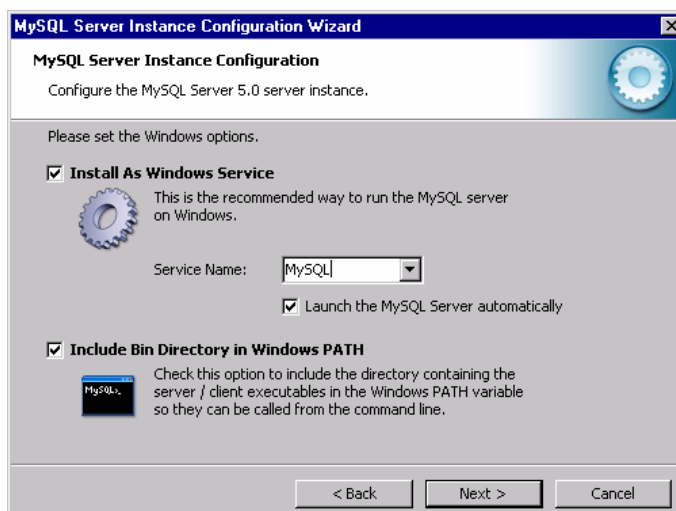 MySQL Server Instance Configuration Wizard
MySQL Server Instance Configuration
Configure the MySQL Server 5.0 server instance.
Please set the Windows options.
Install As Windows Service
This is the recommended way to run the MySQL server
on Windows.
Service Name: MySQL
Launch the MySQL Server automatically
Include Bin Directory in Windows PATH
MySQL>_
Check this option to include the directory containing the
server / client executables in the Windows PATH variable
so they can be called from the command line.
< Back Next > Cancel